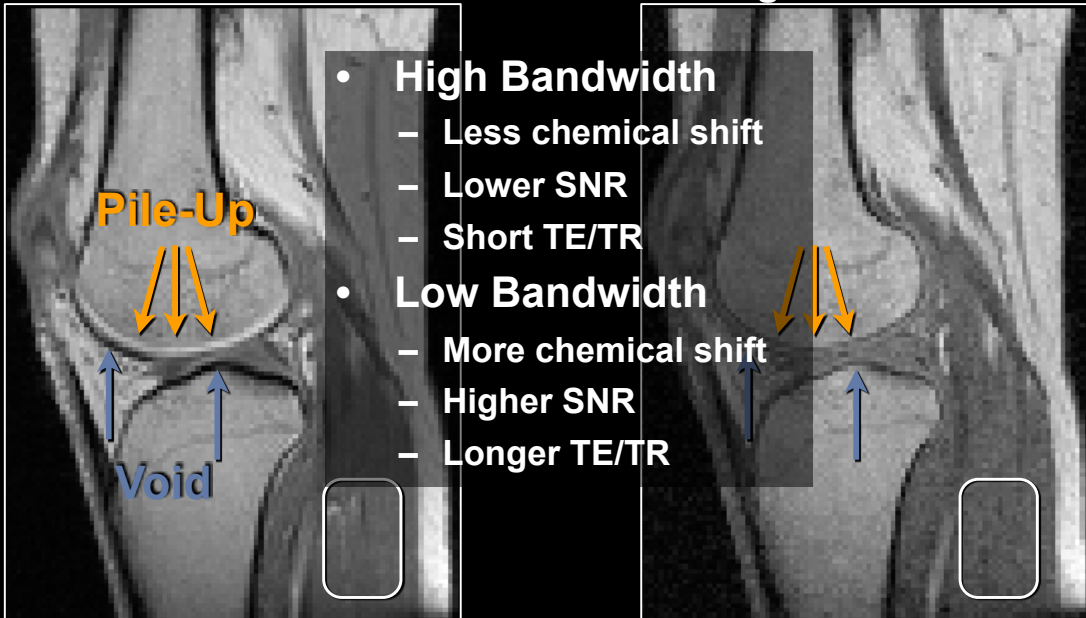 • High Bandwidth
– Less chemical shift
– Lower SNR
– Short TE/TR
• Low Bandwidth
– More chemical shift
– Higher SNR
– Longer TE/TR
Pile-Up
Void